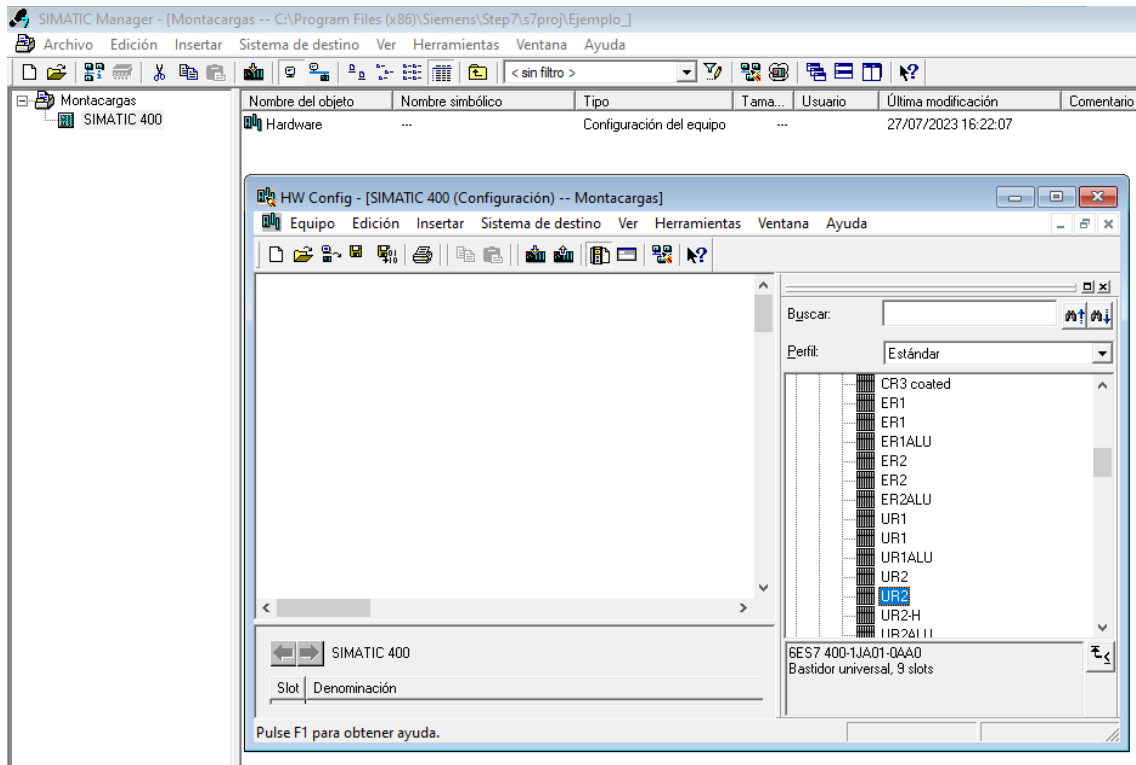 SIMATIC Manager - [Montacargas -- C:\Program Files (x86)\Siemens\Step7\s7proj\Ejemplo_]
Archivo Edición Insertar Sistema de destino Ver Herramientas Ventana Ayuda
< sin filtro >
Montacargas
SIMATIC 400
Nombre del objeto Nombre simbólico Tipo Tama... Usuario Última modificación Comentario
Hardware --- Configuración del equipo --- 27/07/2023 16:22:07
HW Config - [SIMATIC 400 (Configuración) -- Montacargas]
Equipo Edición Insertar Sistema de destino Ver Herramientas Ventana Ayuda
Buscar:
Perfil: Estándar
CR3 coated
ER1
ER1
ER1ALU
ER2
ER2
ER2ALU
UR1
UR1
UR1ALU
UR2
UR2
UR2-H
UR2ALU
SIMATIC 400
Slot Denominación
6ES7 400-1JA01-0AA0
Bastidor universal, 9 slots
Pulse F1 para obtener ayuda.